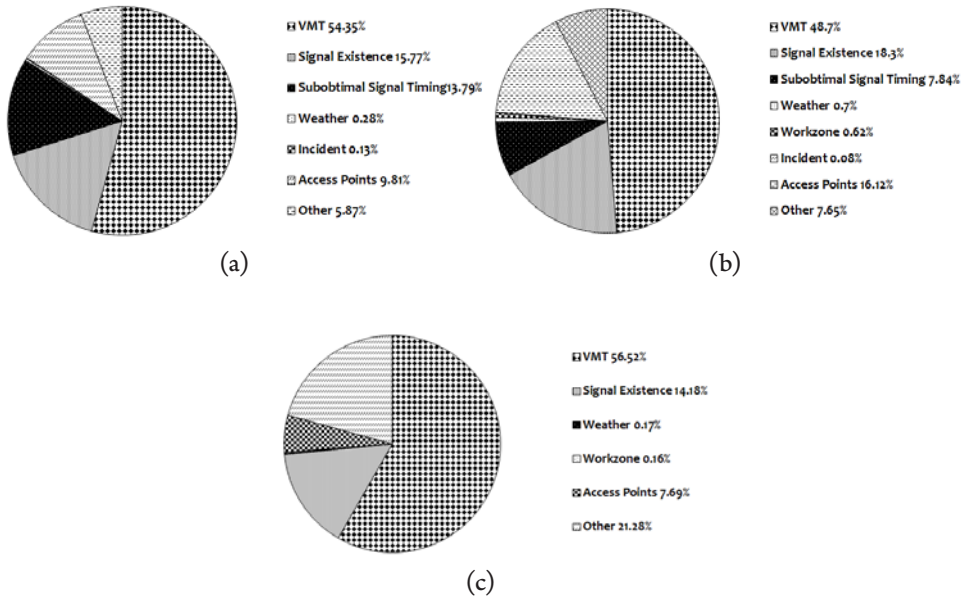 VMT 54.35%
Signal Existence 15.77%
Subobtimal Signal Timing13.79%
Weather 0.28%
Incident 0.13%
Access Points 9.81%
Other 5.87%
(a)
VMT 48.7%
Signal Existence 18.3%
Subobtimal Signal Timing 7.84%
Weather 0.7%
Workzone 0.62%
Incident 0.08%
Access Points 16.12%
Other 7.65%
(b)
VMT 56.52%
Signal Existence 14.18%
Weather 0.17%
Workzone 0.16%
Access Points 7.69%
Other 21.28%
(c)